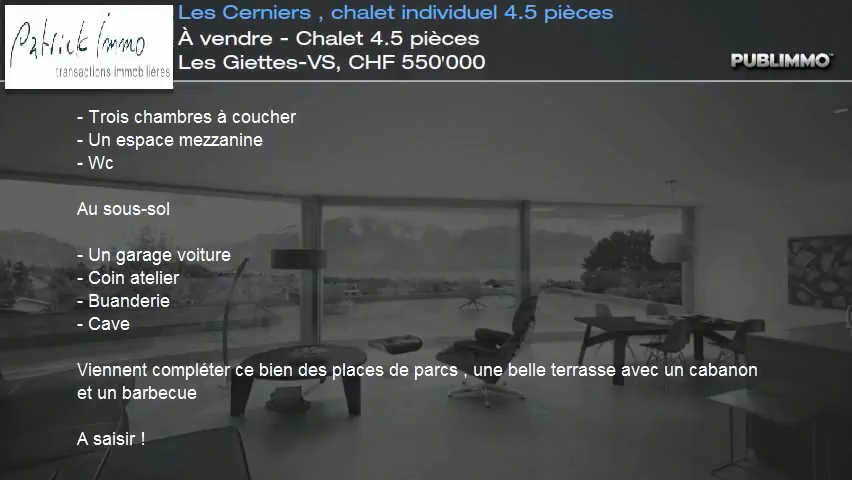 Patrick Immo
transactions immobilières
Les Cerniers , chalet individuel 4.5 pièces
À vendre - Chalet 4.5 pièces
Les Giettes-VS, CHF 550'000
PUBLIMMO™
- Trois chambres à coucher
- Un espace mezzanine
- Wc
Au sous-sol
- Un garage voiture
- Coin atelier
- Buanderie
- Cave
Viennent compléter ce bien des places de parcs , une belle terrasse avec un cabanon
et un barbecue
A saisir !